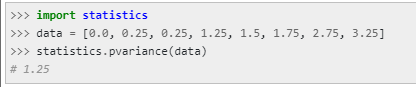 >>> import statistics
>>> data = [0.0, 0.25, 0.25, 1.25, 1.5, 1.75, 2.75, 3.25]
>>> statistics.pvariance(data)
# 1.25